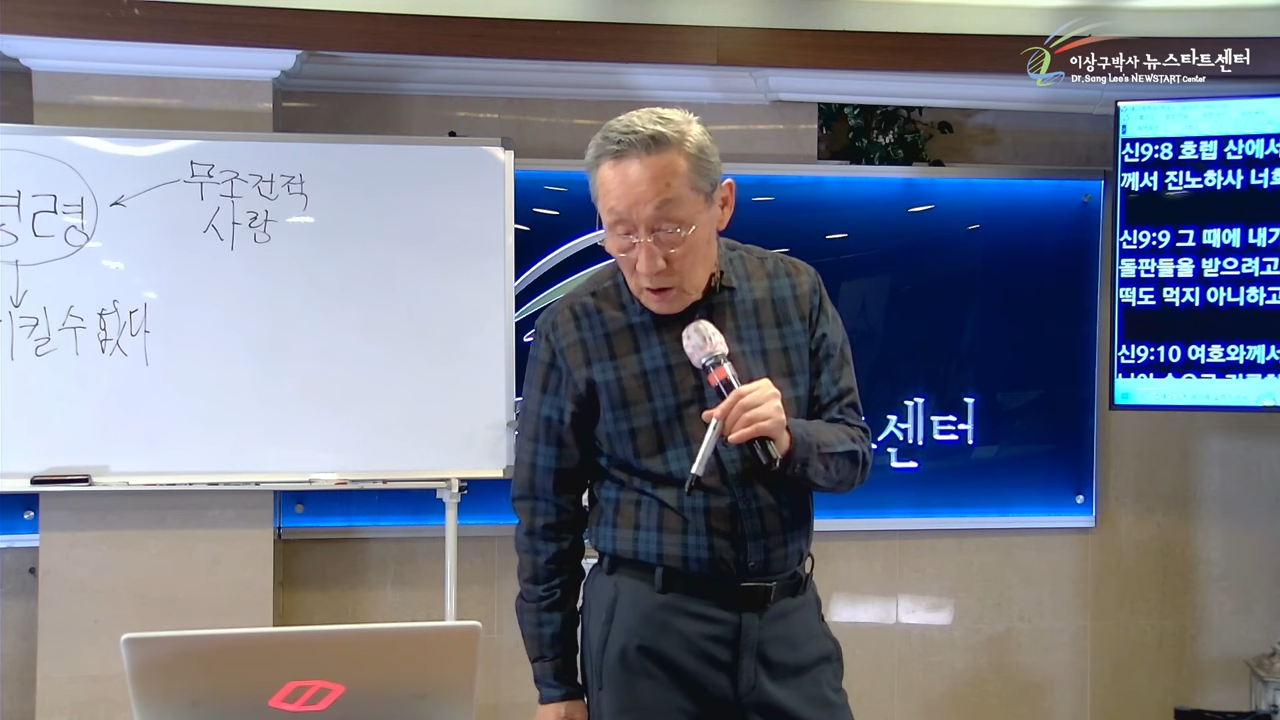 이상구박사 뉴스타트센터
Dr. Sang Lee's NEWSTART Center
명령
무조건적
사랑
킬 수 없다
센터
신9:8 호렙 산에서
께서 진노하사 너희
신9:9 그 때에 내가
돌판들을 받으려고
떡도 먹지 아니하고
신9:10 여호와께서